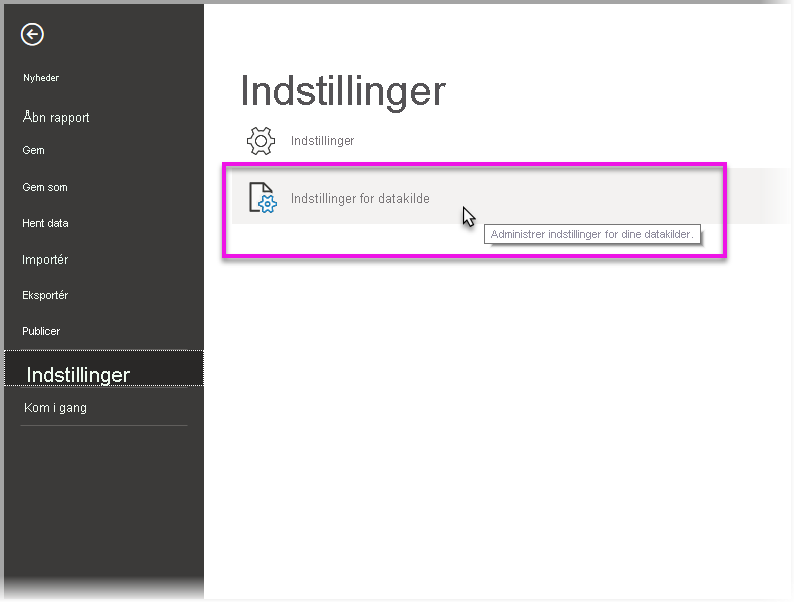 Nyheder
Åbn rapport
Gem
Gem som
Hent data
Importér
Eksportér
Publicer
Indstillinger
Kom i gang
Indstillinger
Indstillinger
Indstillinger for datakilde
Administrer indstillinger for dine datakilder.